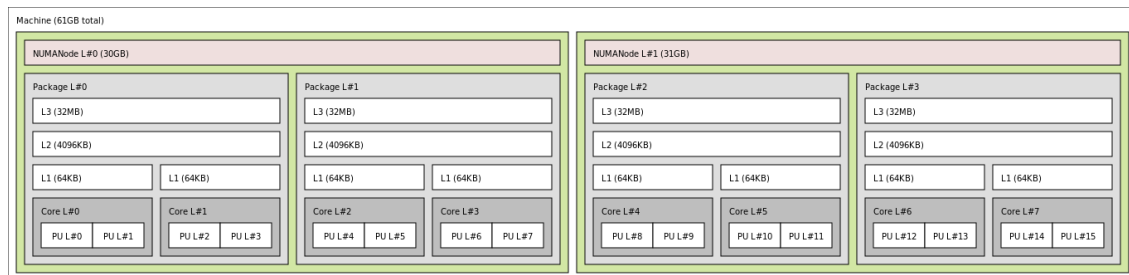 Machine (61GB total)
NUMANode L#0 (30GB)
Package L#0
L3 (32MB)
L2 (4096KB)
L1 (64KB) L1 (64KB)
Core L#0 Core L#1
PU L#0 PU L#1 PU L#2 PU L#3
Package L#1
L3 (32MB)
L2 (4096KB)
L1 (64KB) L1 (64KB)
Core L#2 Core L#3
PU L#4 PU L#5 PU L#6 PU L#7
NUMANode L#1 (31GB)
Package L#2
L3 (32MB)
L2 (4096KB)
L1 (64KB) L1 (64KB)
Core L#4 Core L#5
PU L#8 PU L#9 PU L#10 PU L#11
Package L#3
L3 (32MB)
L2 (4096KB)
L1 (64KB) L1 (64KB)
Core L#6 Core L#7
PU L#12 PU L#13 PU L#14 PU L#15